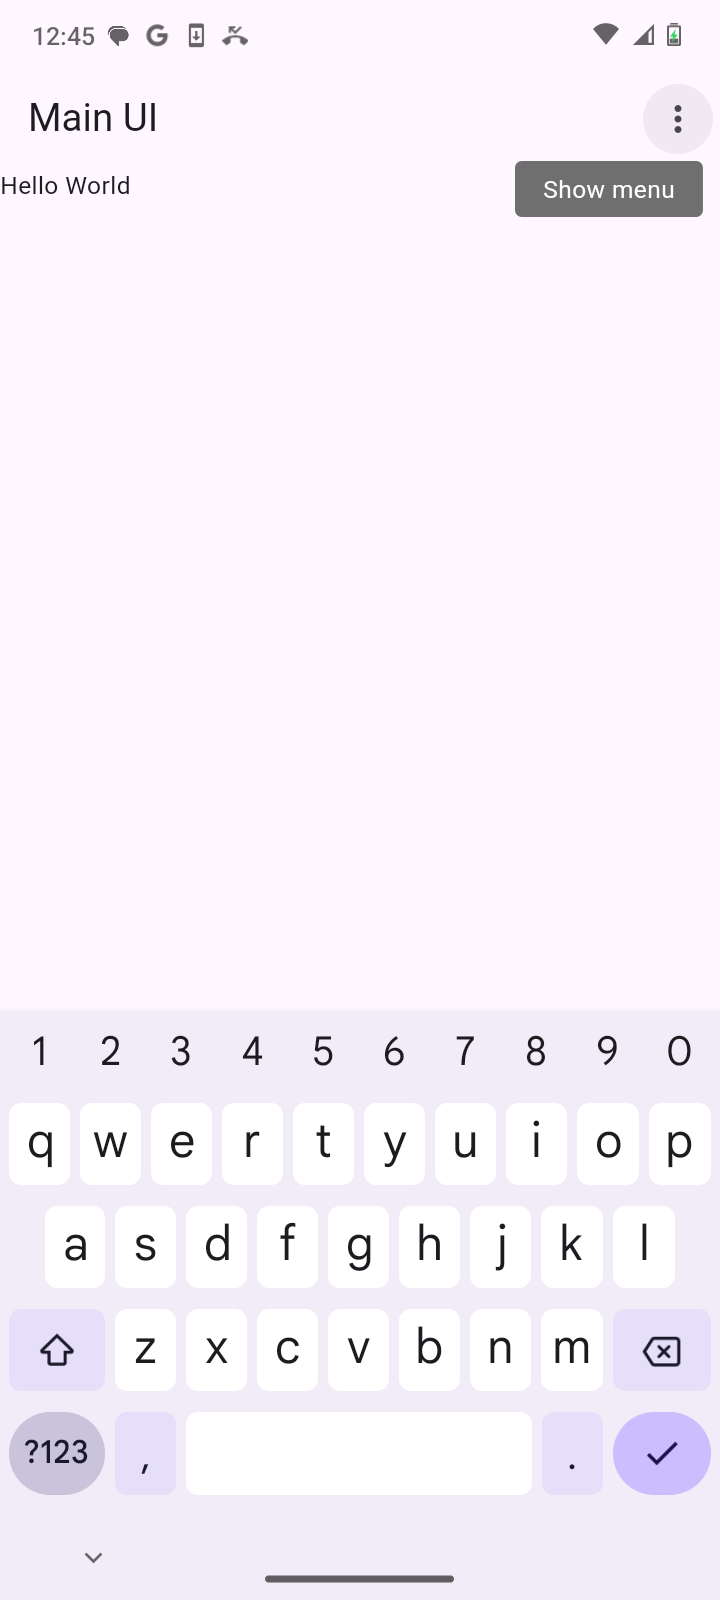 12:45
Main UI
Hello World
Show menu
1 2 3 4 5 6 7 8 9 0
q w e r t y u i o p
a s d f g h j k l
z x c v b n m
?123 , .